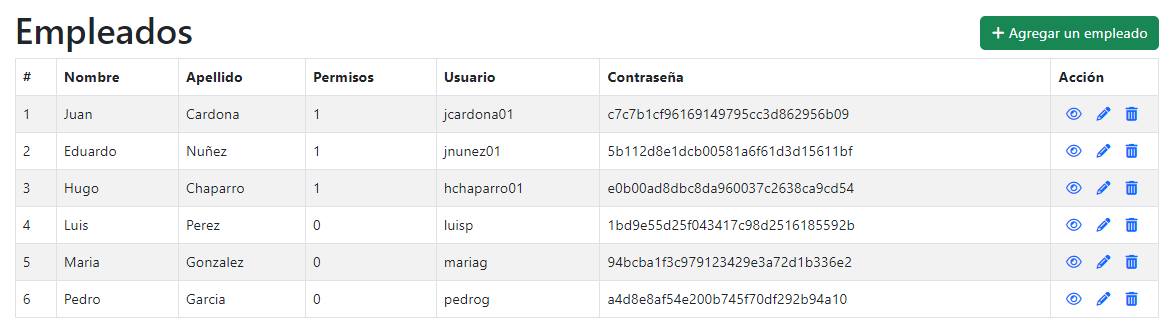 Empleados
+ Agregar un empleado
# Nombre Apellido Permisos Usuario Contraseña Acción
1 Juan Cardona 1 jcardona01 c7c7b1cf96169149795cc3d862956b09
2 Eduardo Nuñez 1 jnunez01 5b112d8e1dcb00581a6f61d3d15611bf
3 Hugo Chaparro 1 hchaparro01 e0b00ad8dbc8da960037c2638ca9cd54
4 Luis Perez 0 luisp 1bd9e55d25f043417c98d2516185592b
5 Maria Gonzalez 0 mariag 94bcba1f3c979123429e3a72d1b336e2
6 Pedro Garcia 0 pedrog a4d8e8af54e200b745f70df292b94a10